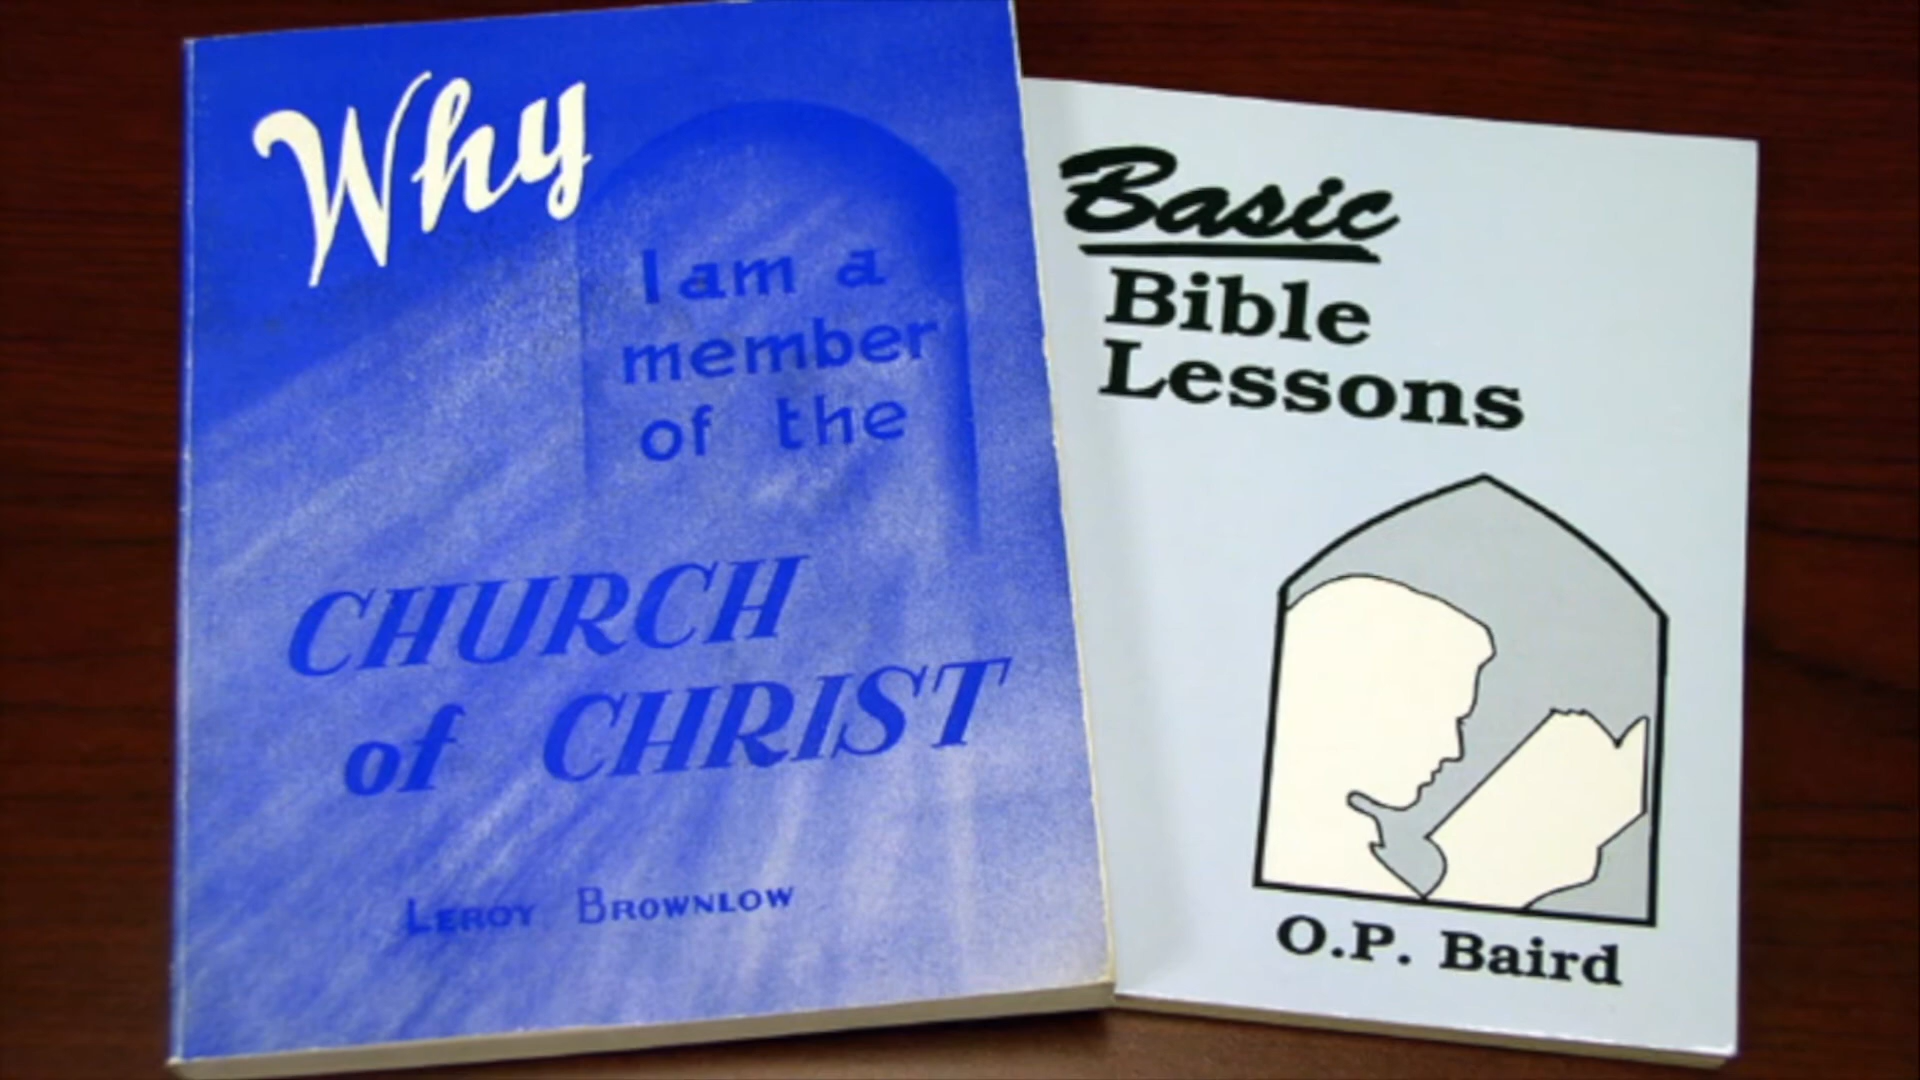 Why
I am a
member
of the
CHURCH
of CHRIST
LEROY BROWNLOW
Basic
Bible
Lessons
O.P. Baird